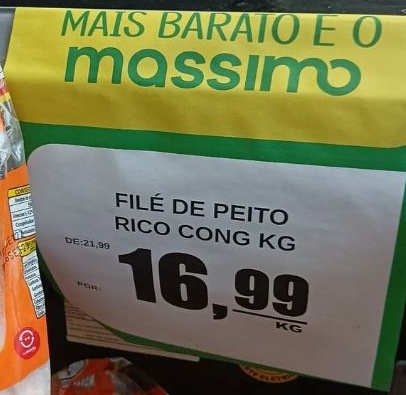 MAIS BARATO E O
massimo
FILÉ DE PEITO
RICO CONG KG
DE:21,99
POR:
16,99
KG